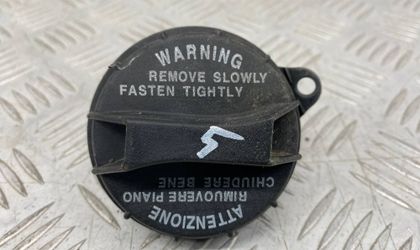 WARNING
REMOVE SLOWLY
FASTEN TIGHTLY
5
ATTENZIONE
RIMUOVERE PIANO
CHIUDERE BENE